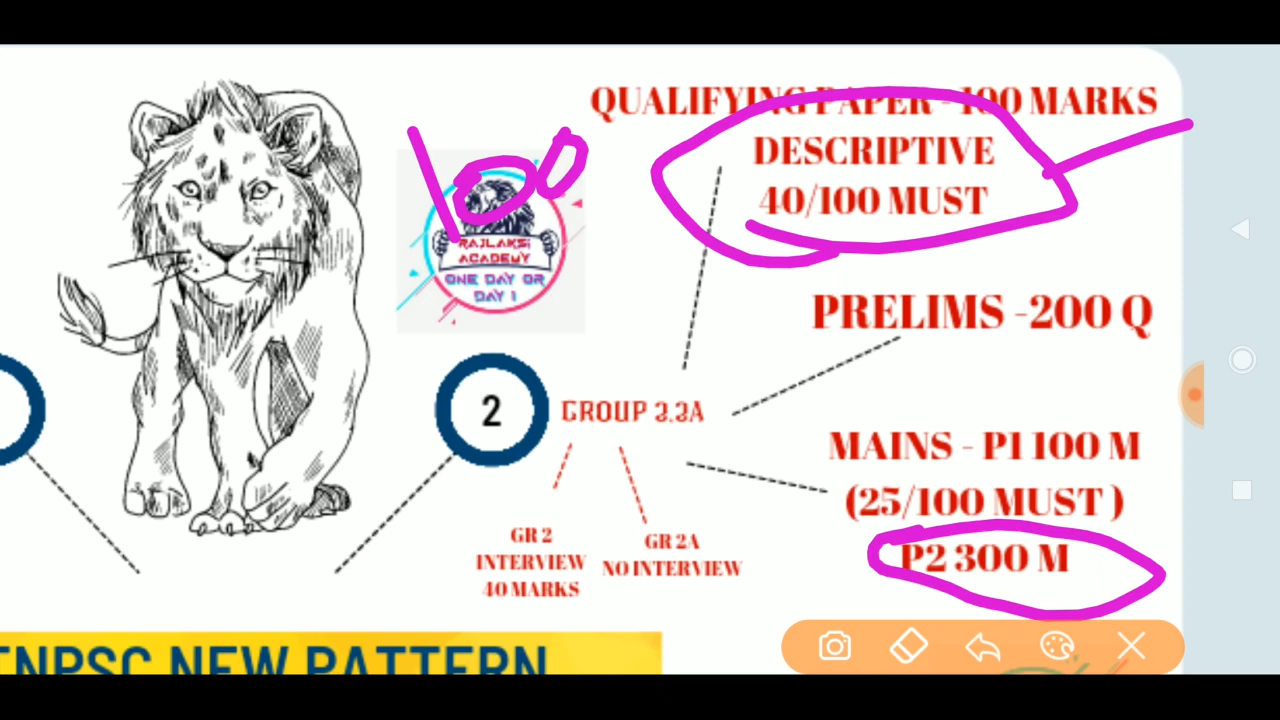 QUALIFYING PAPER - 100 MARKS
DESCRIPTIVE
40/100 MUST
100
RAJLAKSI
ACADEMY
ONE DAY OR
DAY 1
PRELIMS -200 Q
2
GROUP 2.2A
MAINS - P1 100 M
(25/100 MUST )
P2 300 M
GR 2
INTERVIEW
40 MARKS
GR 2A
NO INTERVIEW
TNPSC NEW PATTERN